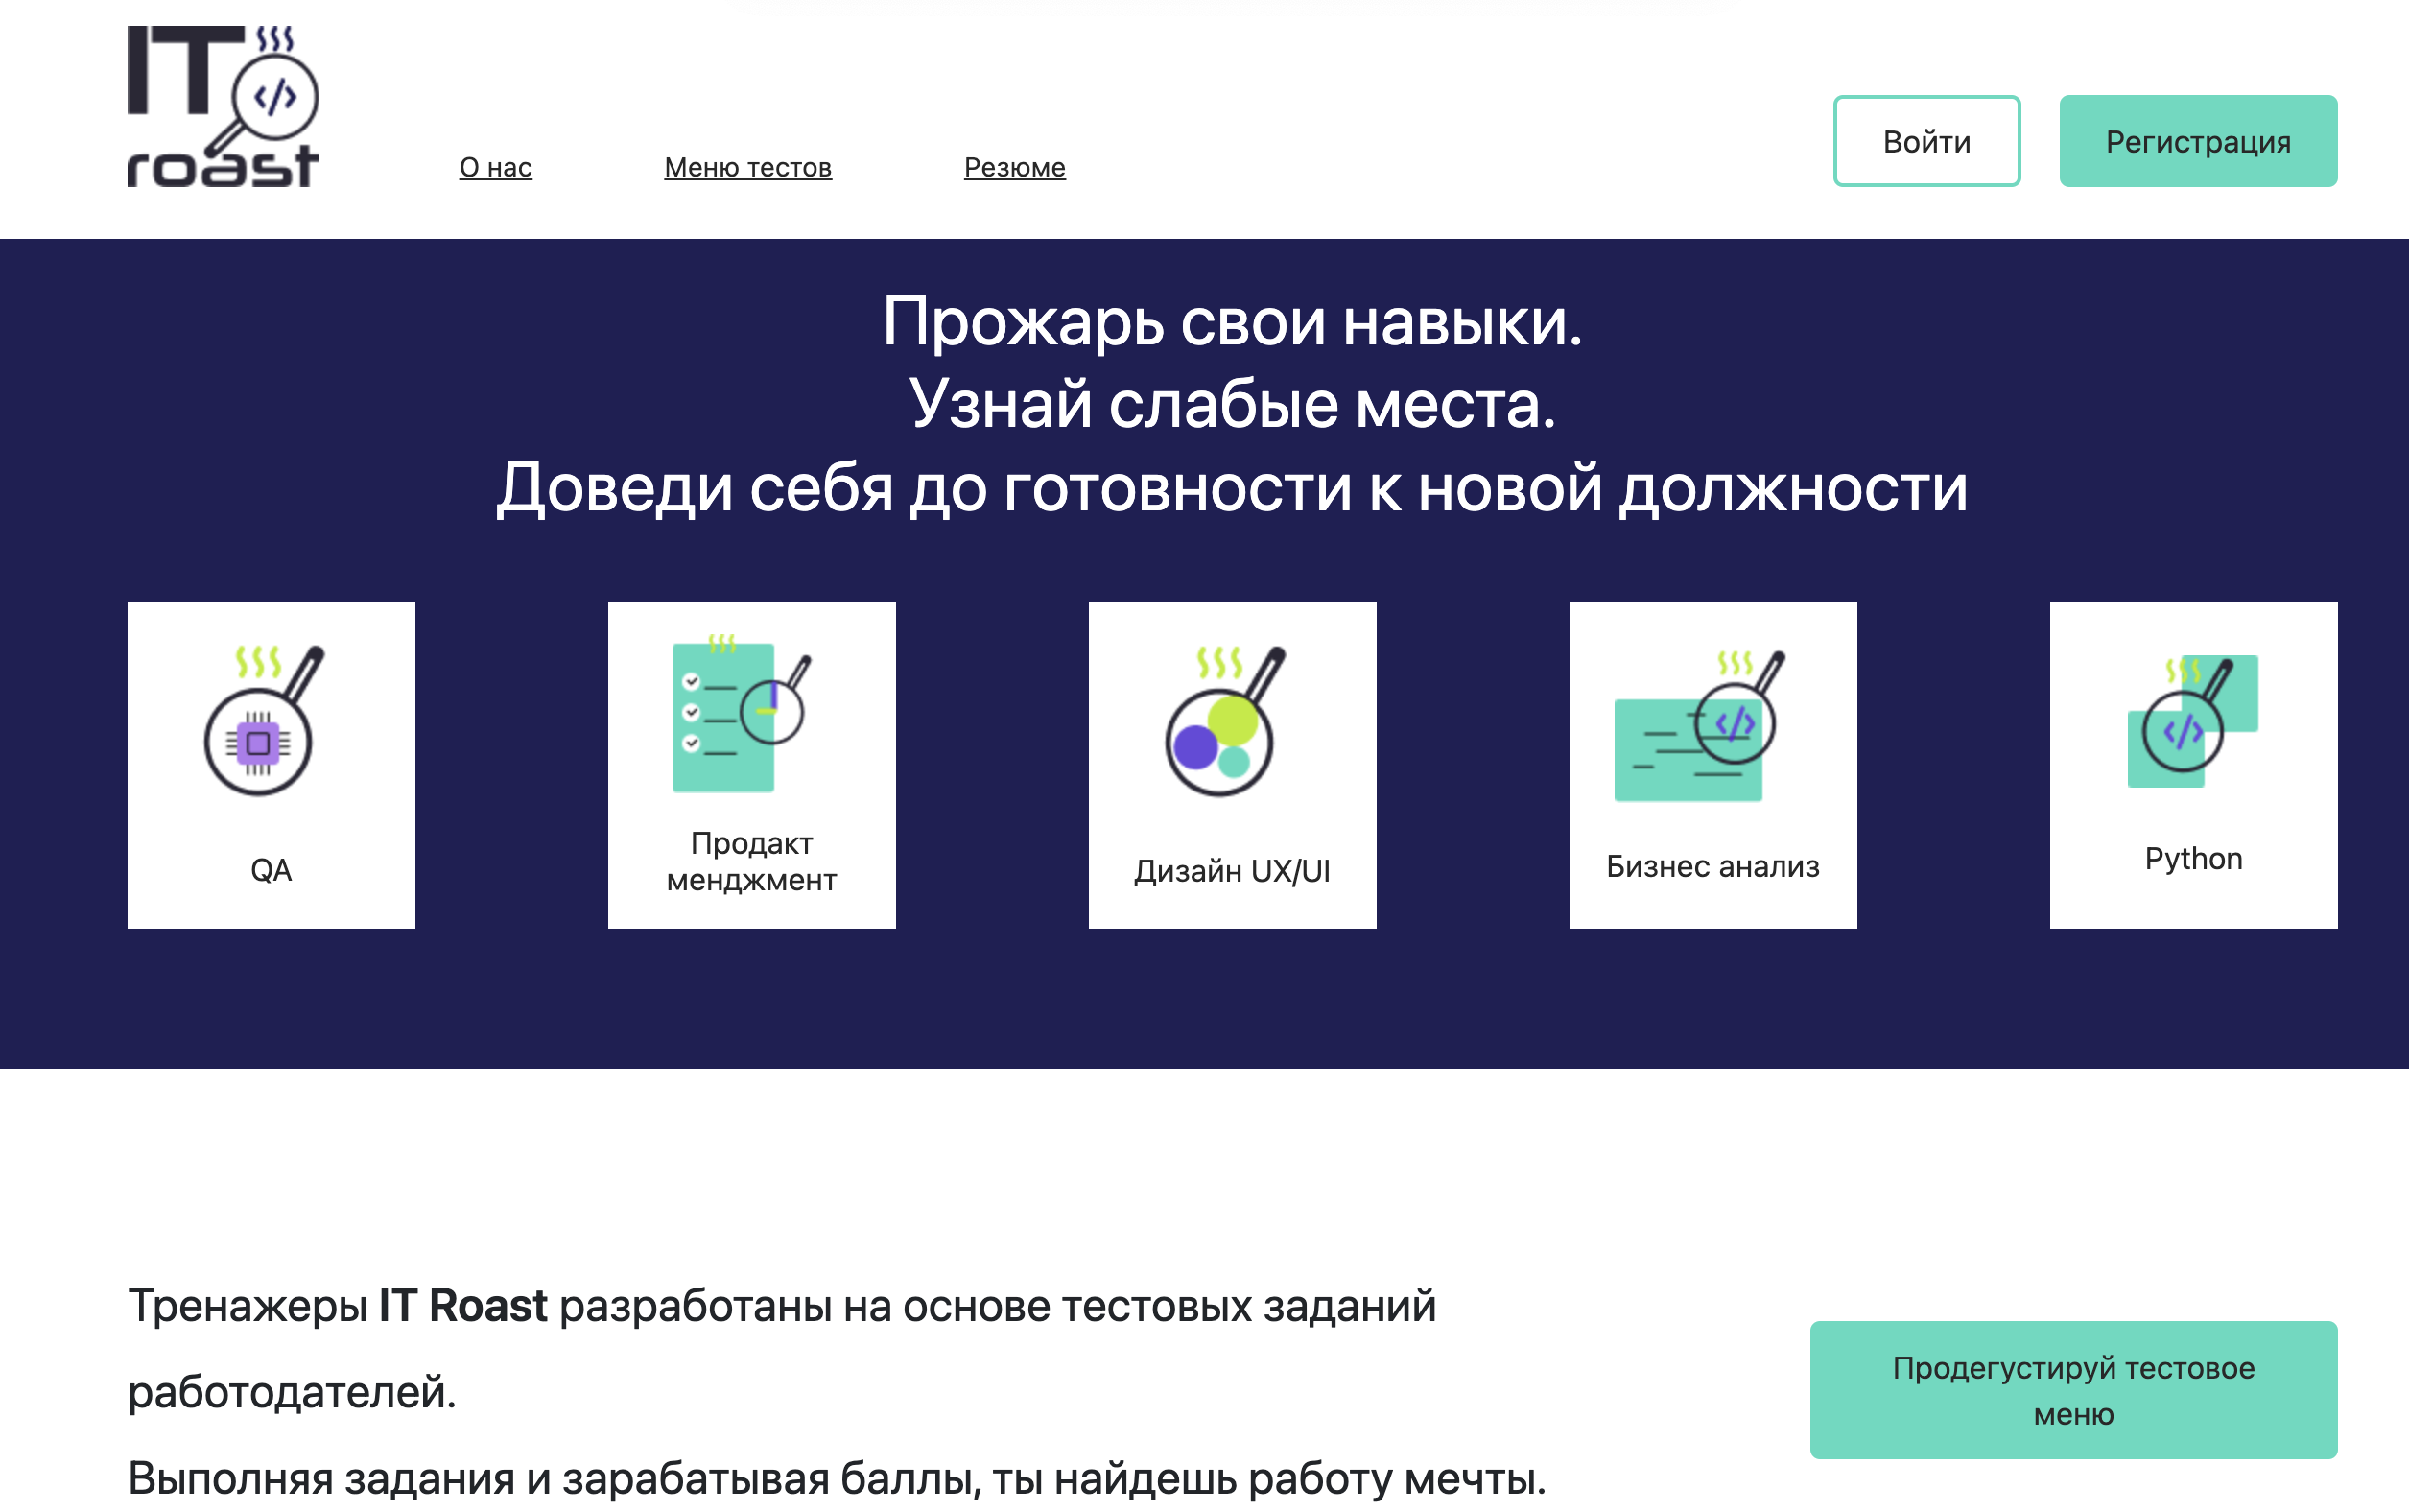 IT
</>
roast
О нас
Меню тестов
Резюме
Войти
Регистрация
Прожарь свои навыки.
Узнай слабые места.
Доведи себя до готовности к новой должности
</>
</>
QA
Продакт
менджмент
Дизайн UX/UI
Бизнес анализ
Python
Тренажеры IT Roast разработаны на основе тестовых заданий
работодателей.
Выполняя задания и зарабатывая баллы, ты найдешь работу мечты.
Продегустируй тестовое
меню